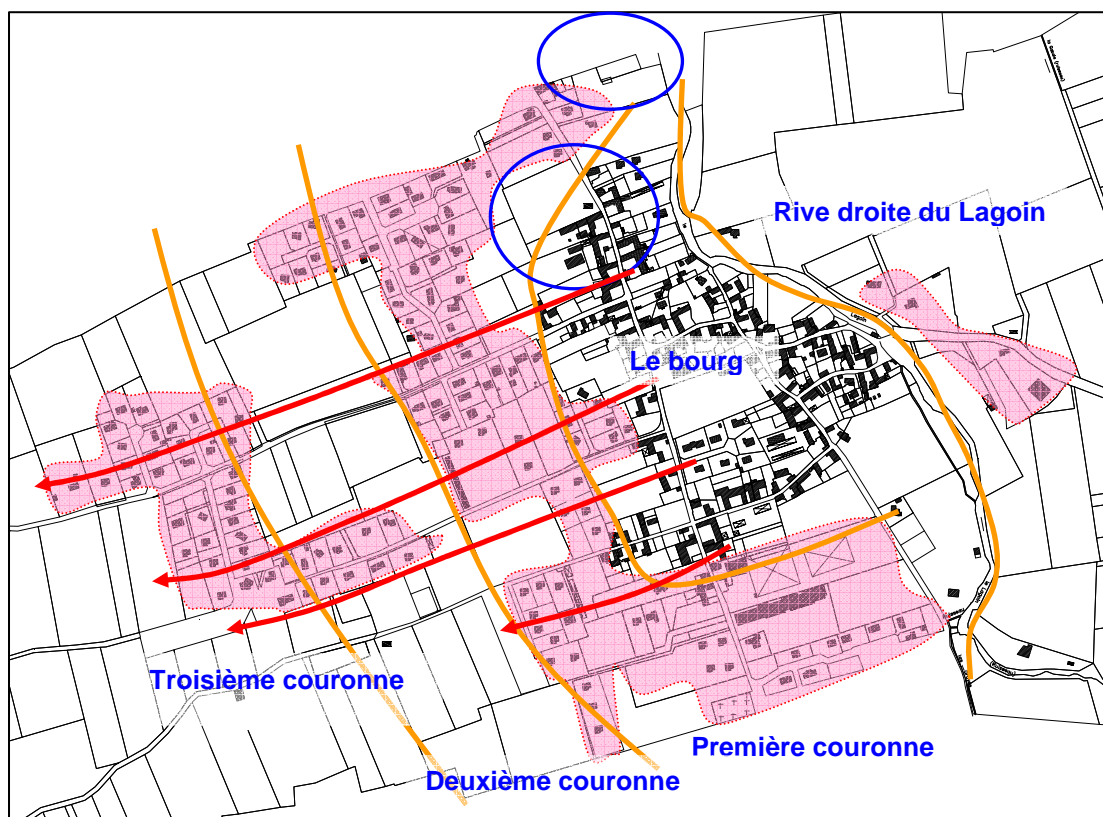 Rive droite du Lagoin
Lagoin
Le bourg
Troisième couronne
Première couronne
Deuxième couronne